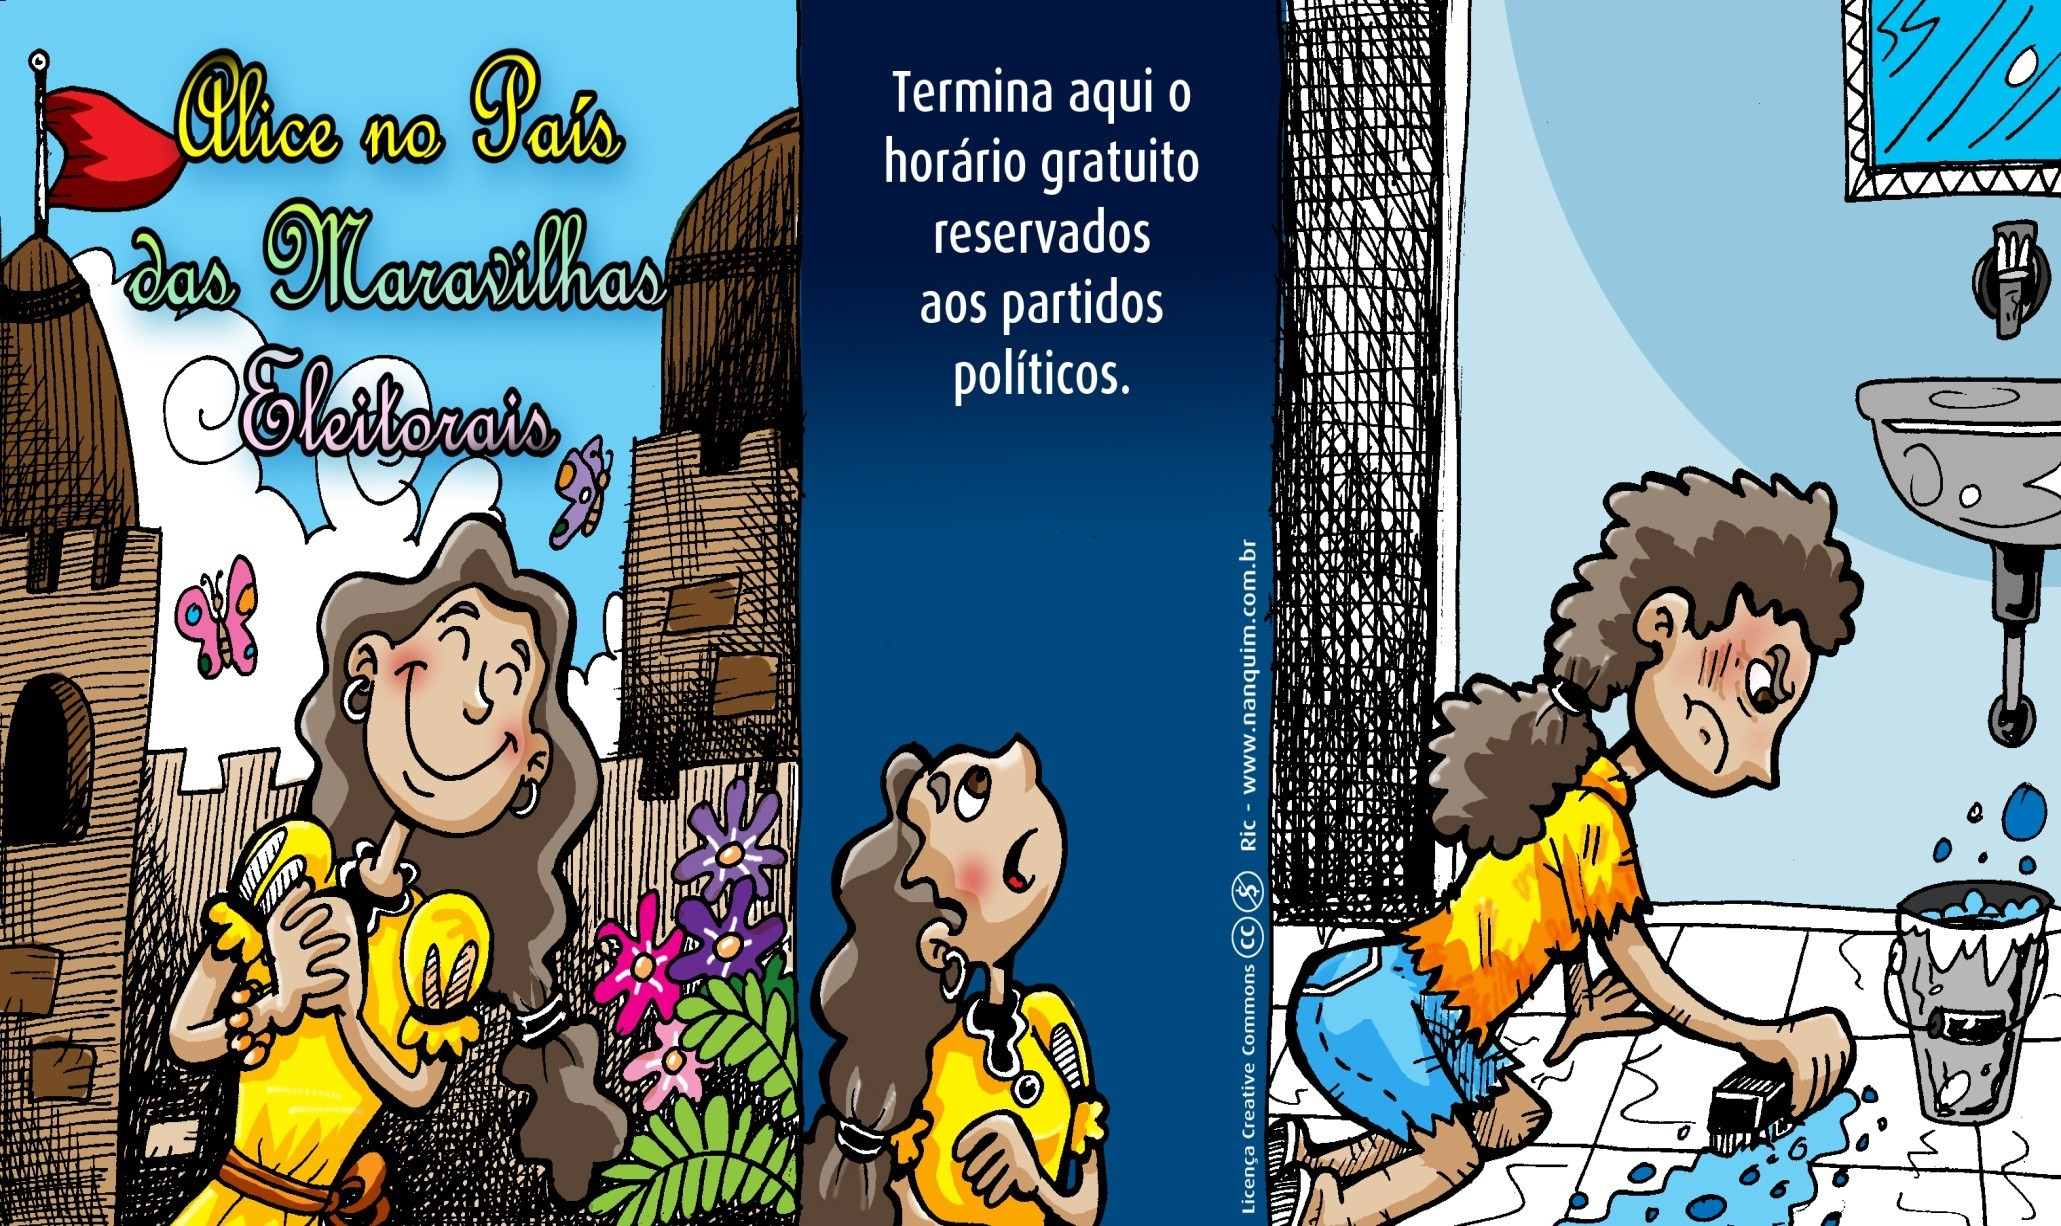 Alice no País
das Maravilhas
Eleitorais
Termina aqui o
horário gratuito
reservados
aos partidos
políticos.
Licença Creative Commons cc $ Ric - www.nanquim.com.br